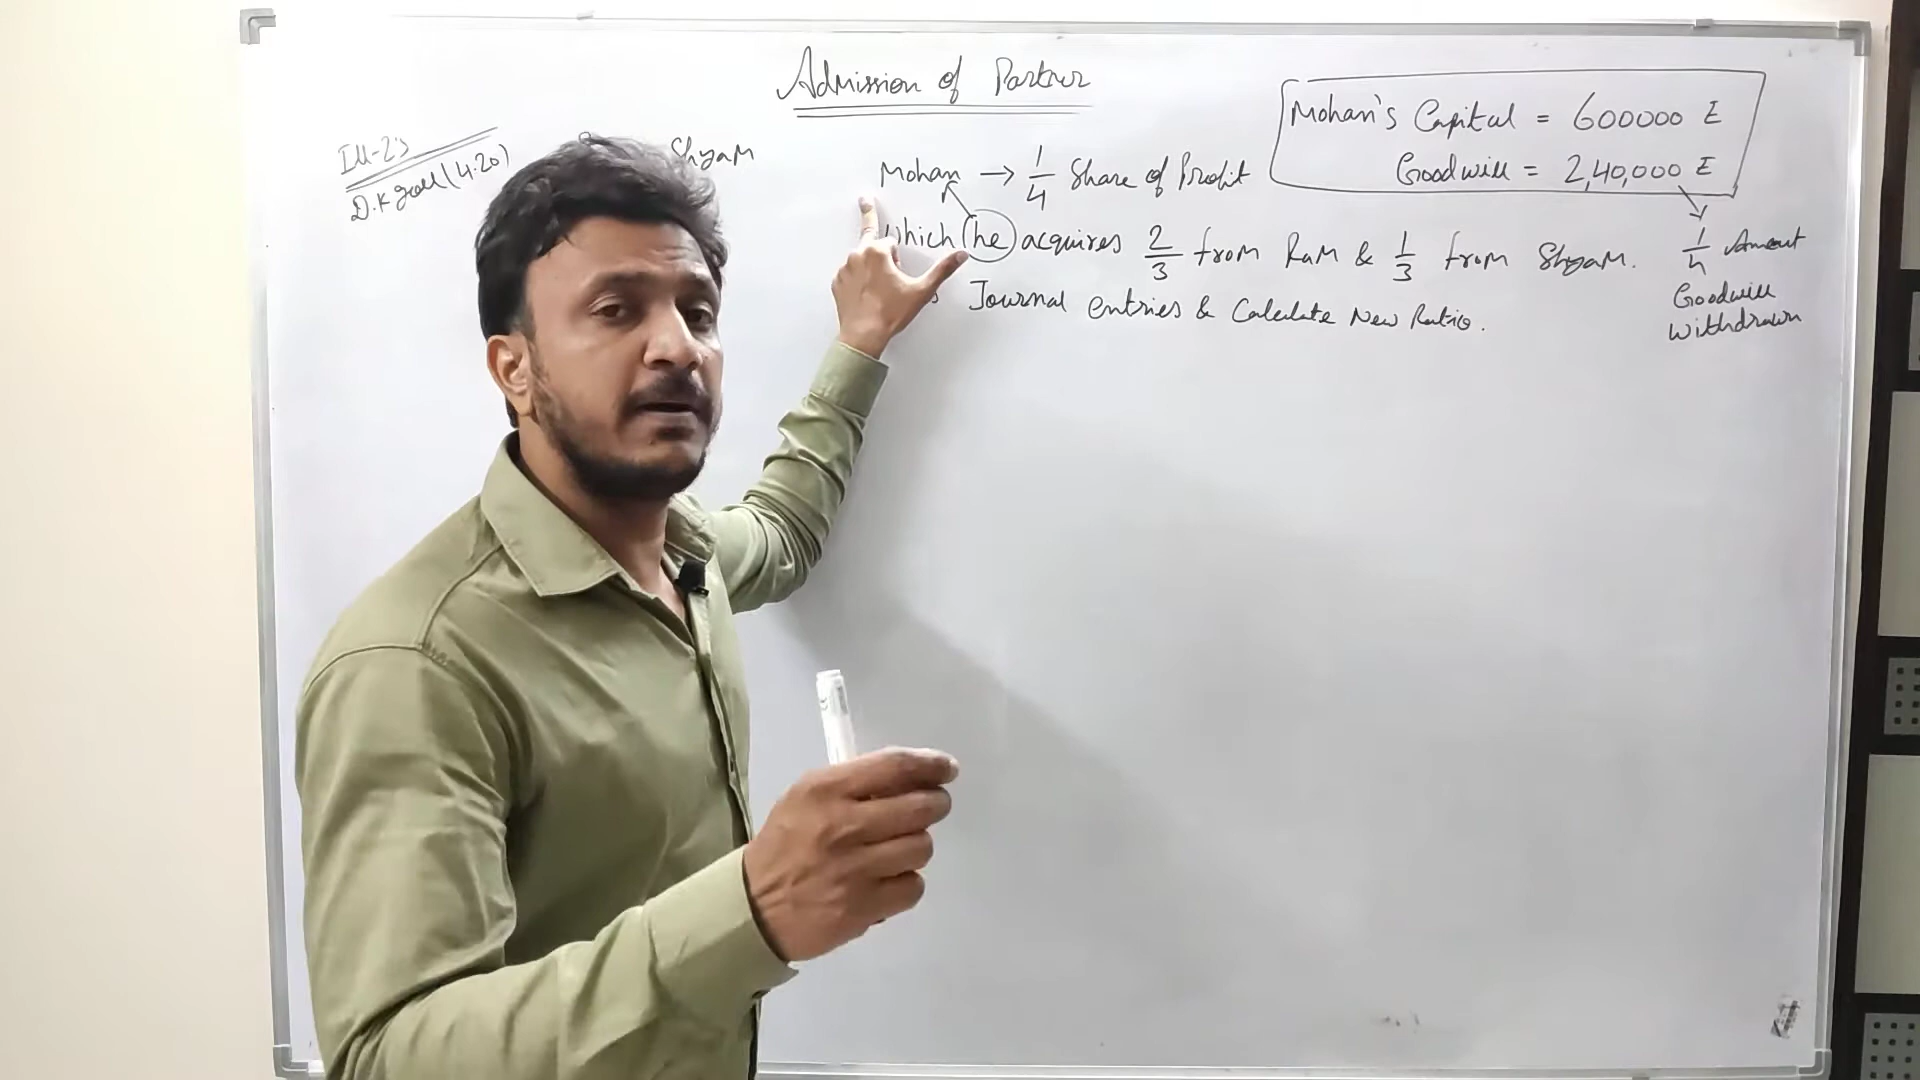 Admission of Partner
Ill-2's
D.K goel (4.20)
Shyam
Mohan → 1/4 Share of Profit
which he acquires 2/3 from Ram & 1/3 from Shyam.
Journal entries & Calculate New Ratio.
Mohan's Capital = 600000 E
Goodwill = 2,40,000 E
1/4 Amount
Goodwill
withdrawn